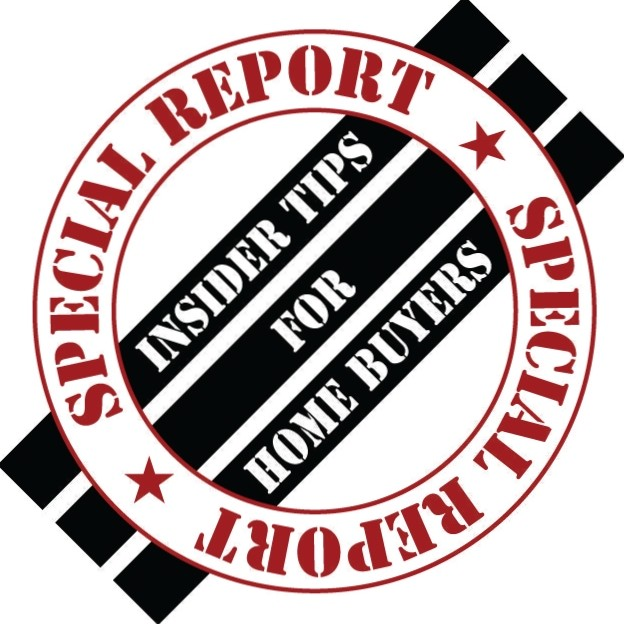 SPECIAL REPORT
INSIDER TIPS
FOR
HOME BUYERS
SPECIAL REPORT